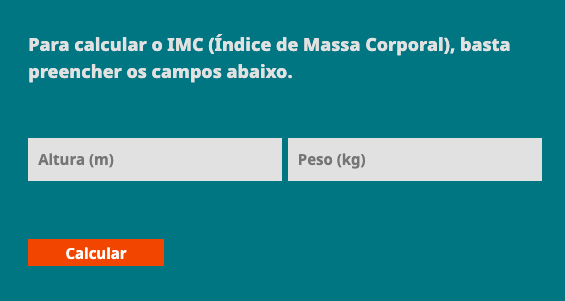 Para calcular o IMC (Índice de Massa Corporal), basta
preencher os campos abaixo.
Altura (m)
Peso (kg)
Calcular